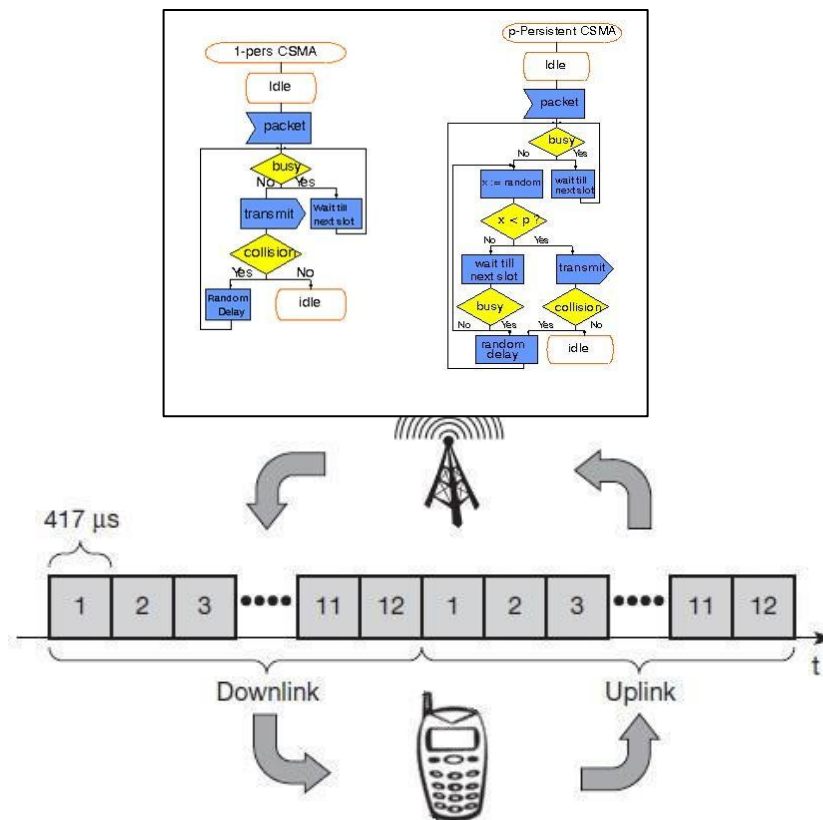 1-pers CSMA
Idle
packet
busy
No Yes
transmit
Wait till
next slot
collision
Yes No
Random
Delay
idle
p-Persistent CSMA
Idle
packet
busy
No Yes
x := random
wait till
next slot
x < p ?
No Yes
wait till
next slot
transmit
busy
collision
No Yes Yes No
random
delay
idle
417 µs
1 2 3 11 12 1 2 3 11 12
t
Downlink Uplink